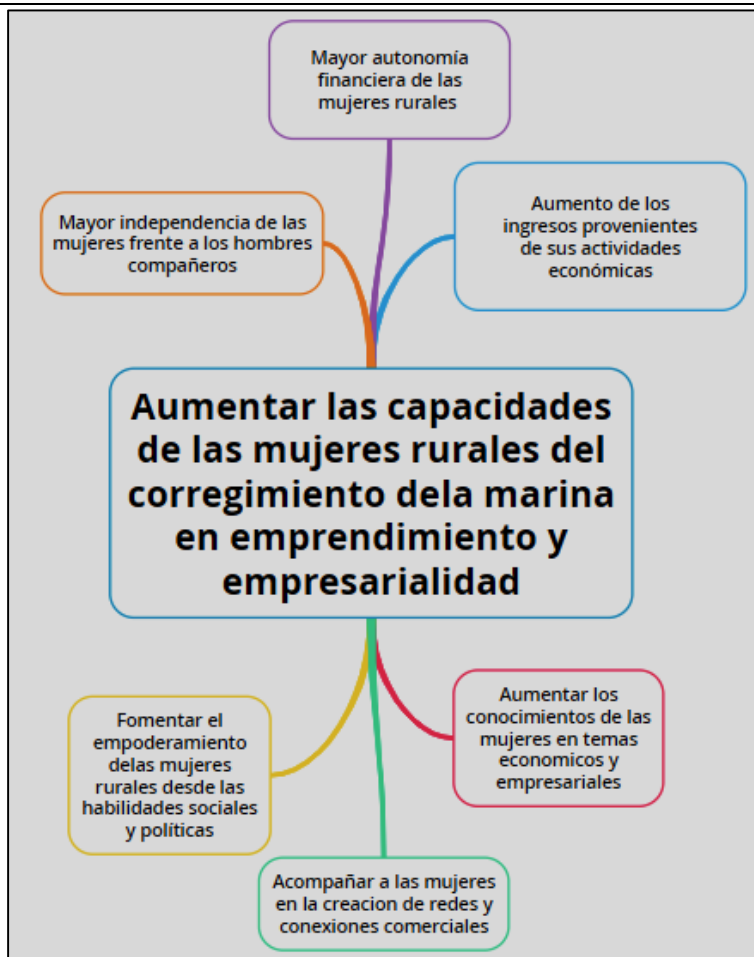 Mayor autonomía
financiera de las
mujeres rurales
Mayor independencia de las
mujeres frente a los hombres
compañeros
Aumento de los
ingresos provenientes
de sus actividades
económicas
Aumentar las capacidades
de las mujeres rurales del
corregimiento dela marina
en emprendimiento y
empresarialidad
Fomentar el
empoderamiento
delas mujeres
rurales desde las
habilidades sociales
y políticas
Aumentar los
conocimientos de las
mujeres en temas
economicos y
empresariales
Acompañar a las mujeres
en la creacion de redes y
conexiones comerciales